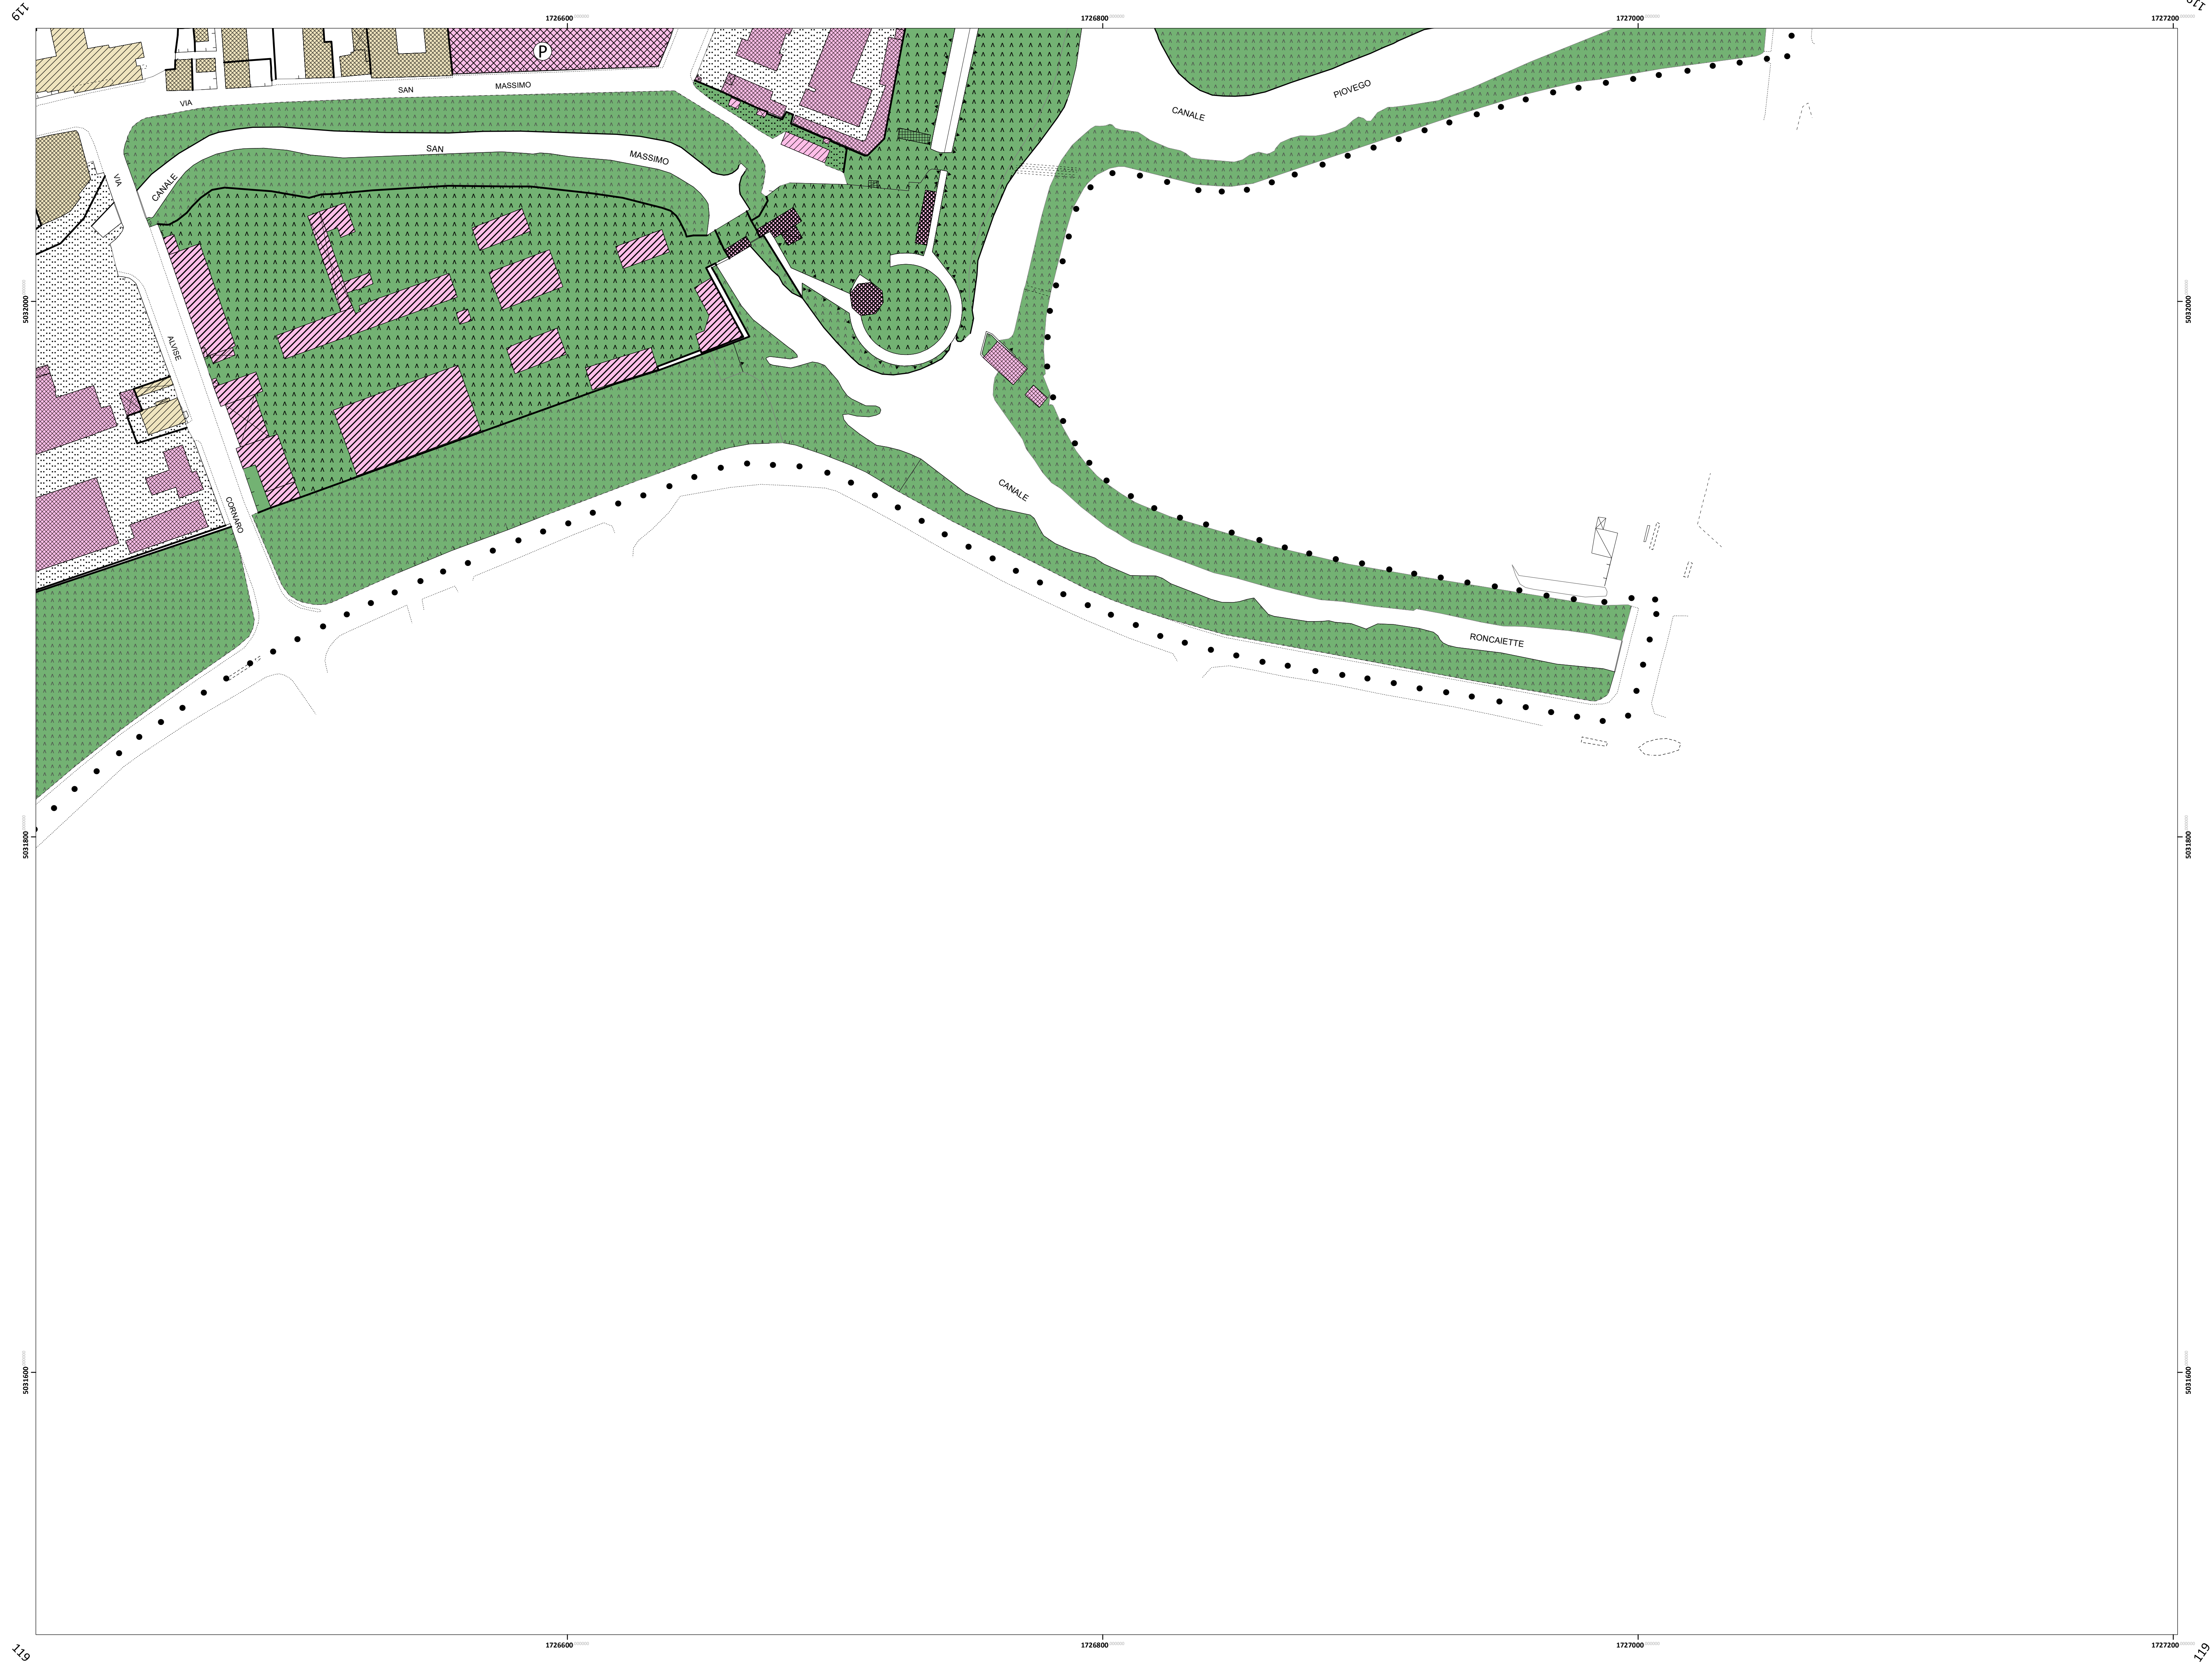 119
1726600
1726800
1727000
1727200
P
VIA SAN MASSIMO
CANALE PIOVEGO
CANALE SAN MASSIMO
VIA ALVISE CORNARO
CANALE RONCAIETTE
5032000
5032000
5031800
5031800
5031600
5031600
1726600
1726800
1727000
1727200
119
119